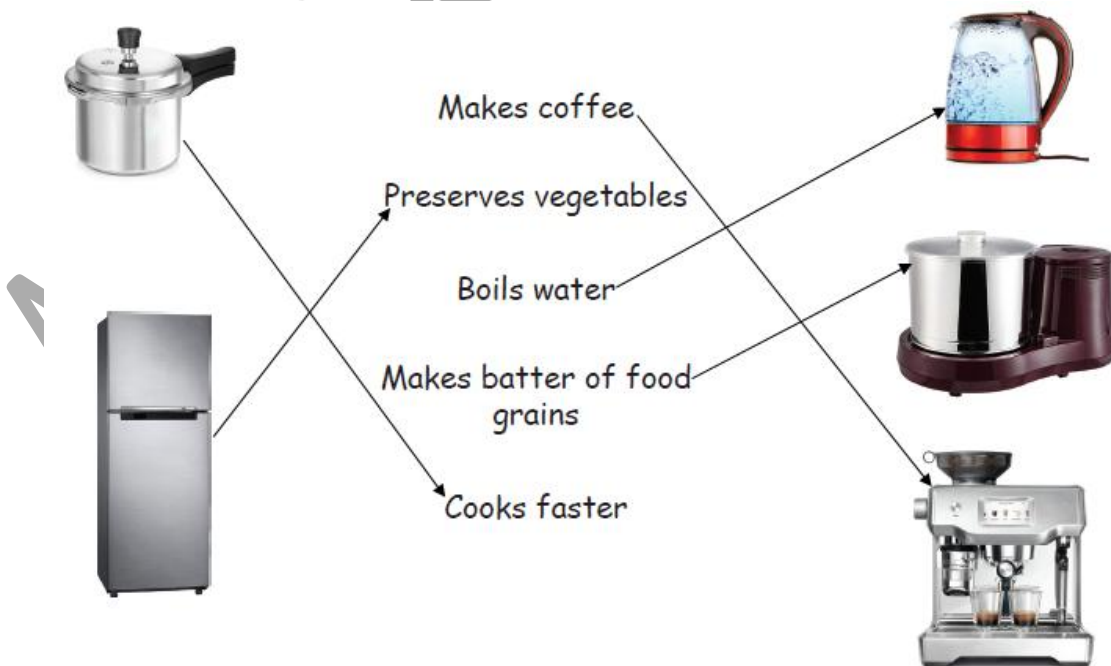 Makes coffee
Preserves vegetables
Boils water
Makes batter of food
grains
Cooks faster